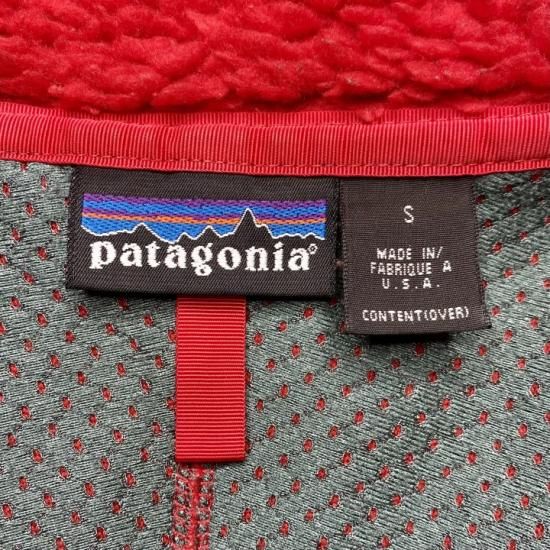 patagonia®
S
MADE IN/
FABRIQUE A
U.S.A.
CONTENT(OVER)